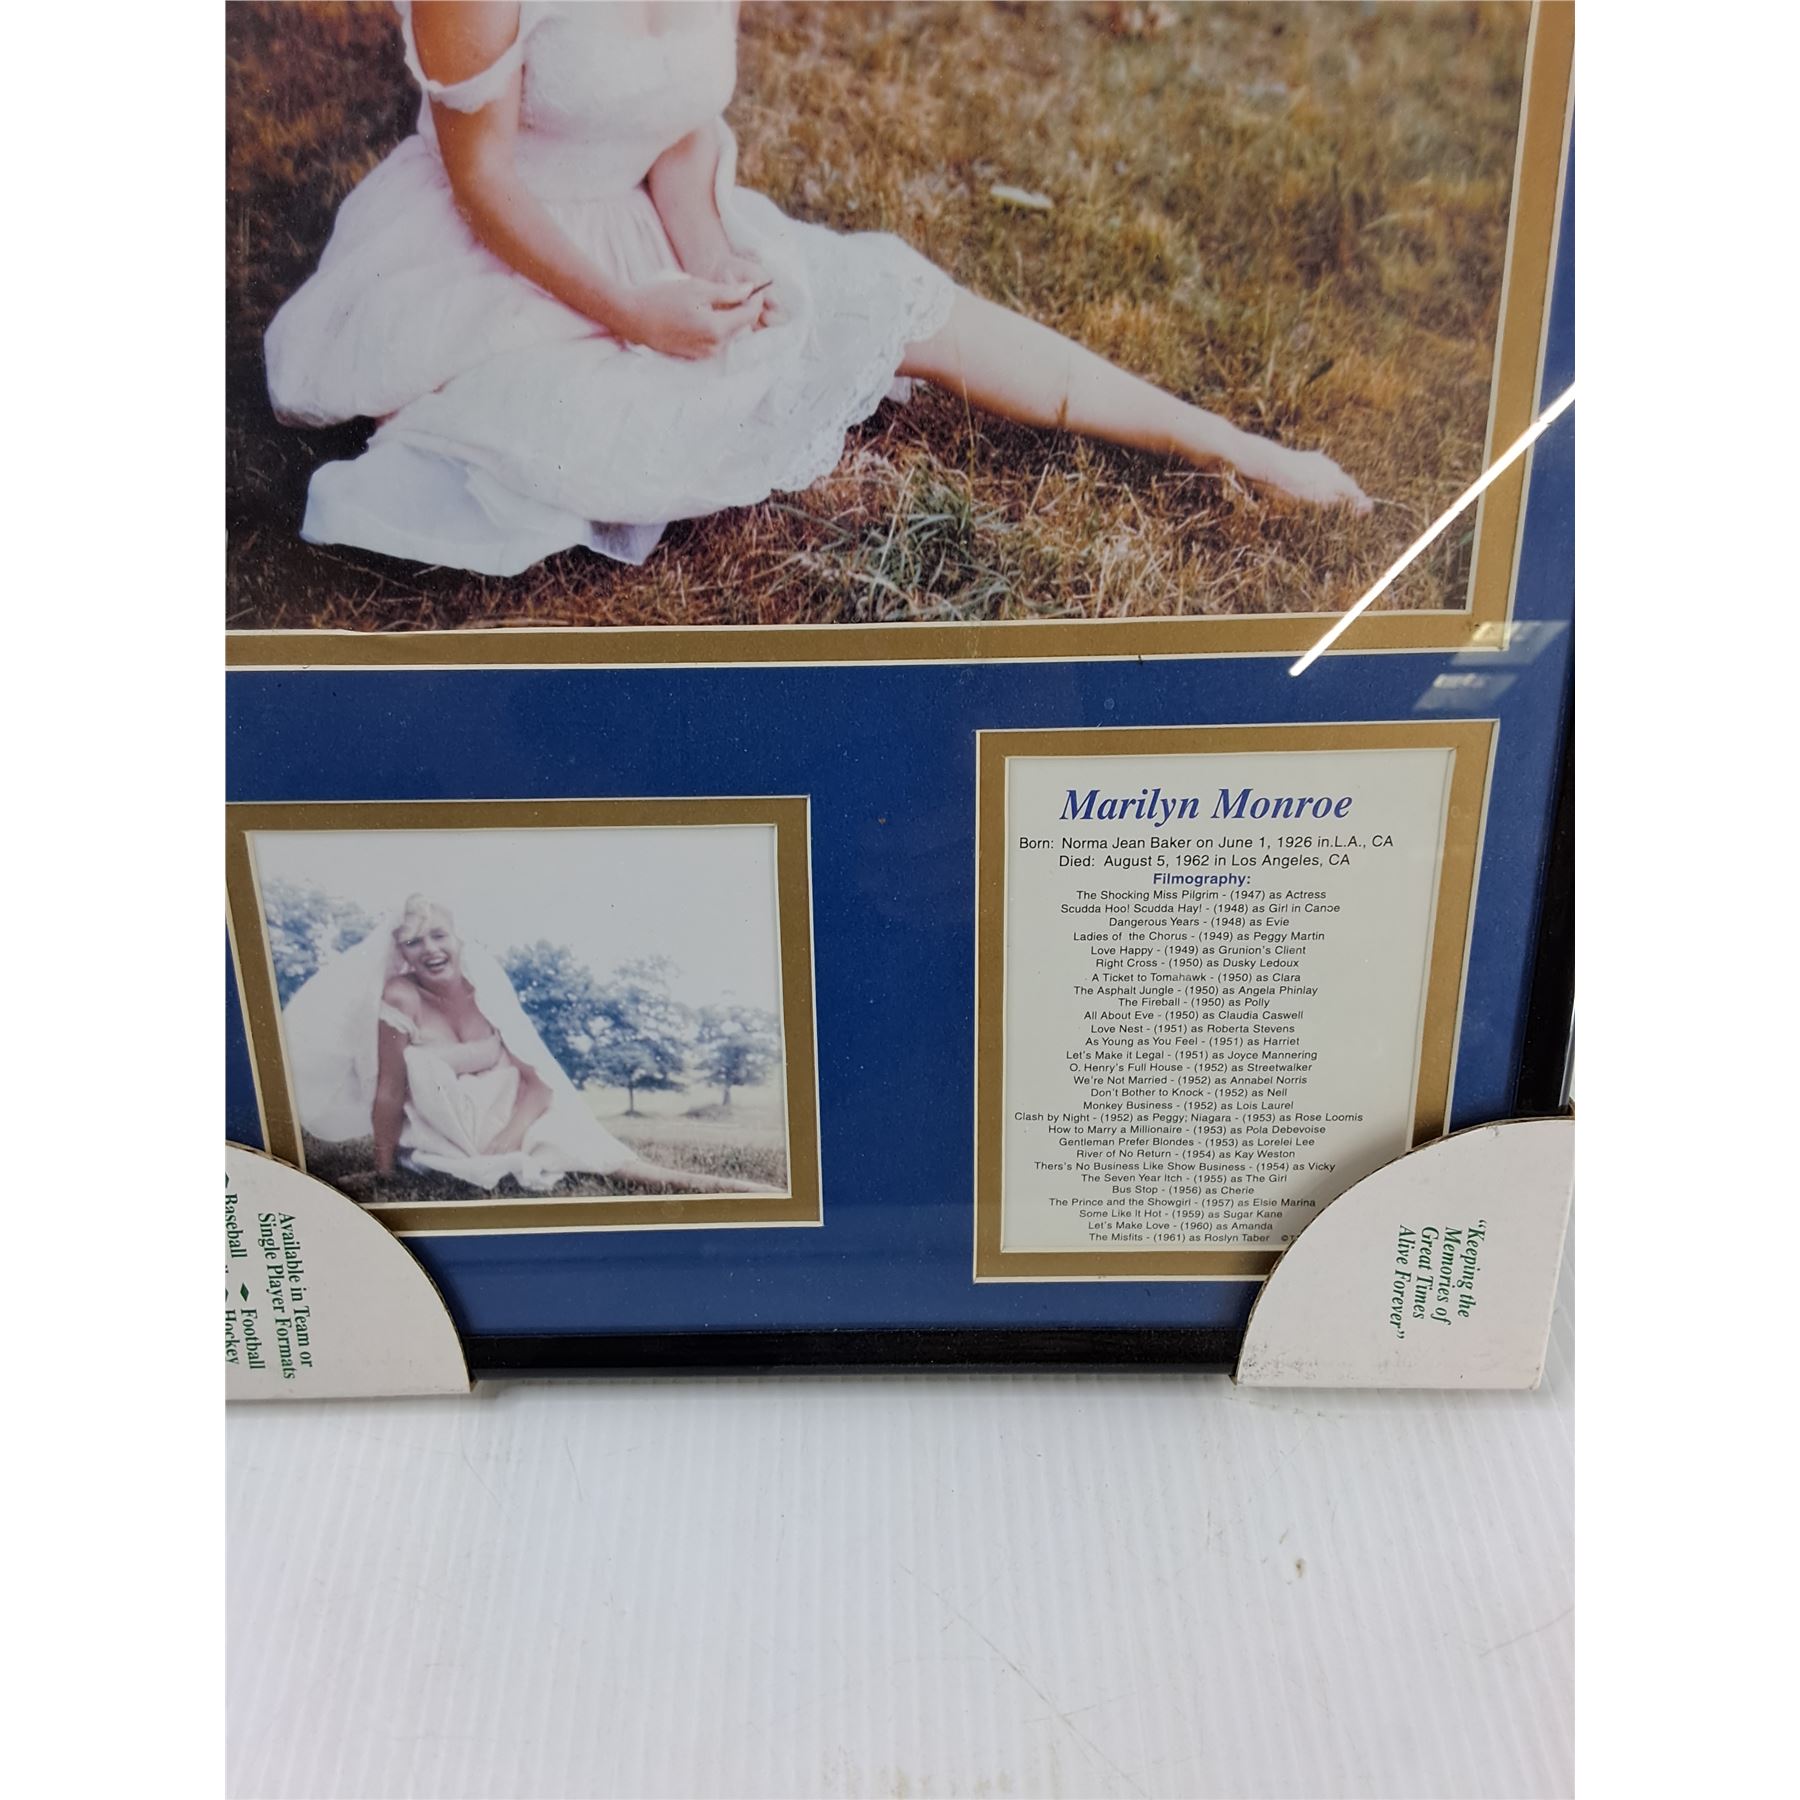 Marilyn Monroe
Born: Norma Jean Baker on June 1, 1926 in.L.A., CA
Died: August 5, 1962 in Los Angeles, CA
Filmography:
The Shocking Miss Pilgrim - (1947) as Actress
Scudda Hoo! Scudda Hay! - (1948) as Girl in Canoe
Dangerous Years - (1948) as Evie
Ladies of the Chorus - (1949) as Peggy Martin
Love Happy - (1949) as Grunion's Client
Right Cross - (1950) as Dusky Ledoux
A Ticket to Tomahawk - (1950) as Clara
The Asphalt Jungle - (1950) as Angela Phinlay
The Fireball - (1950) as Polly
All About Eve - (1950) as Claudia Caswell
Love Nest - (1951) as Roberta Stevens
As Young as You Feel - (1951) as Harriet
Let's Make it Legal - (1951) as Joyce Mannering
O. Henry's Full House - (1952) as Streetwalker
We're Not Married - (1952) as Annabel Norris
Don't Bother to Knock - (1952) as Nell
Monkey Business - (1952) as Lois Laurel
Clash by Night - (1952) as Peggy; Niagara - (1953) as Rose Loomis
How to Marry a Millionaire - (1953) as Pola Debevoise
Gentleman Prefer Blondes - (1953) as Lorelei Lee
River of No Return - (1954) as Kay Weston
Thers's No Business Like Show Business - (1954) as Vicky
The Seven Year Itch - (1955) as The Girl
Bus Stop - (1956) as Cherie
The Prince and the Showgirl - (1957) as Elsie Marina
Some Like It Hot - (1959) as Sugar Kane
Let's Make Love - (1960) as Amanda
The Misfits - (1961) as Roslyn Taber ©
Available in Team or
Single Player Formats
♦ Baseball ♦ Football
♦ Hockey
"Keeping the
Memories of
Great Times
Alive Forever"